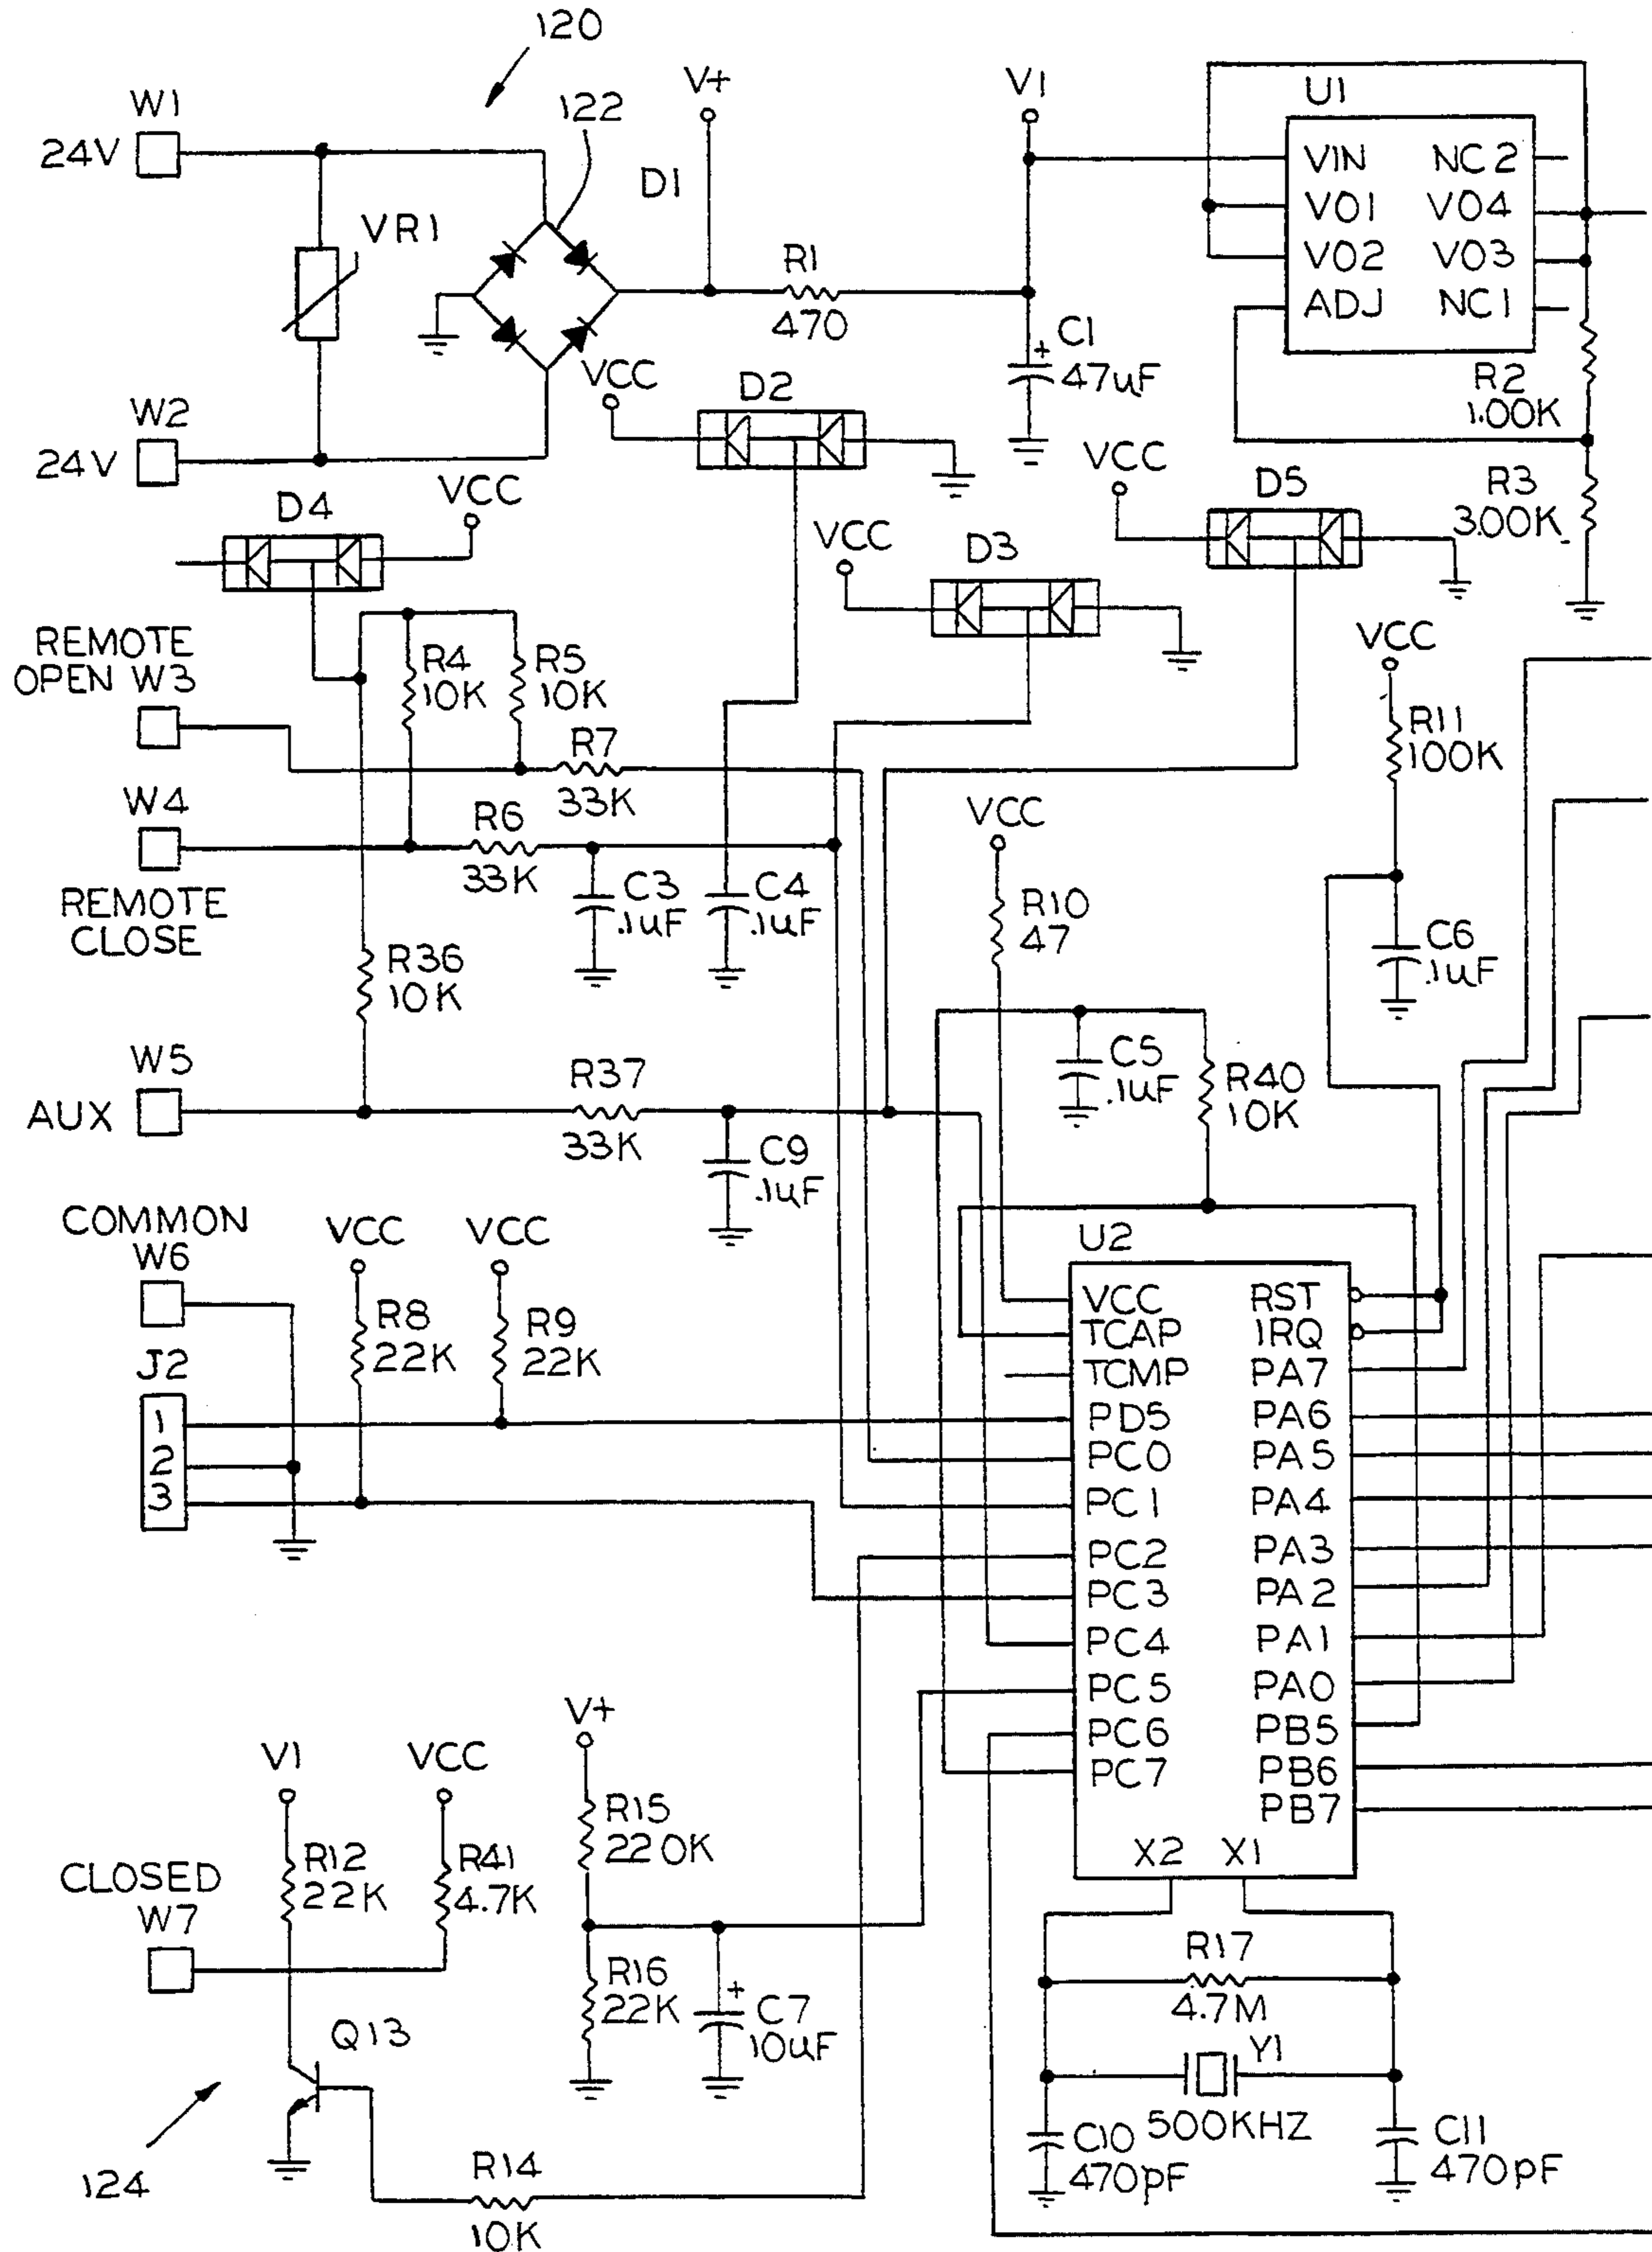 120
W1
24V
122
V+
D1
V1
U1
VIN NC2
VO1 VO4
VO2 VO3
ADJ NC1
VR1
R1
470
C1
+
47uF
R2
1.00K
W2
24V
VCC
D2
D4
VCC
VCC
D3
VCC
D5
R3
3.00K
REMOTE
OPEN W3
R4
10K
R5
10K
R7
33K
VCC
R11
100K
W4
R6
33K
REMOTE
CLOSE
C3
.1uF
C4
.1uF
VCC
R10
47
C6
.1uF
R36
10K
W5
AUX
R37
33K
C9
.1uF
C5
.1uF
R40
10K
COMMON
W6
VCC
VCC
R8
22K
R9
22K
J2
1
2
3
U2
VCC RST
TCAP IRQ
TCMP PA7
PD5 PA6
PC0 PA5
PC1 PA4
PC2 PA3
PC3 PA2
PC4 PA1
PC5 PA0
PC6 PB5
PC7 PB6
PB7
X2 X1
V1
VCC
V+
R12
22K
R41
4.7K
R15
220K
CLOSED
W7
R16
22K
+
C7
10uF
R17
4.7M
Y1
500KHZ
C10
470pF
C11
470pF
Q13
124
R14
10K